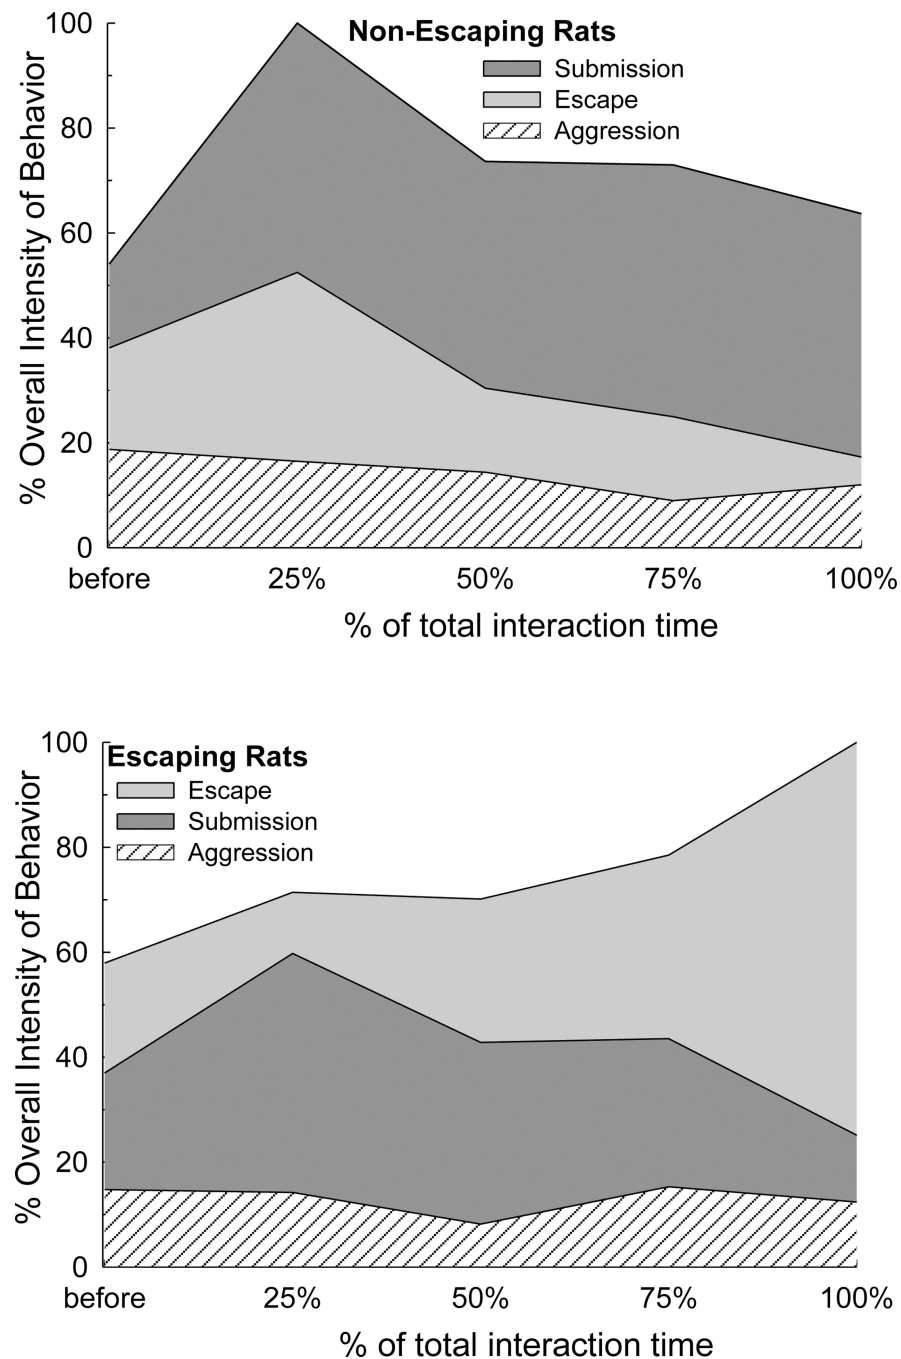 Non-Escaping Rats
Submission
Escape
Aggression
% Overall Intensity of Behavior
100
80
60
40
20
0
before 25% 50% 75% 100%
% of total interaction time
Escaping Rats
Escape
Submission
Aggression
% Overall Intensity of Behavior
100
80
60
40
20
0
before 25% 50% 75% 100%
% of total interaction time